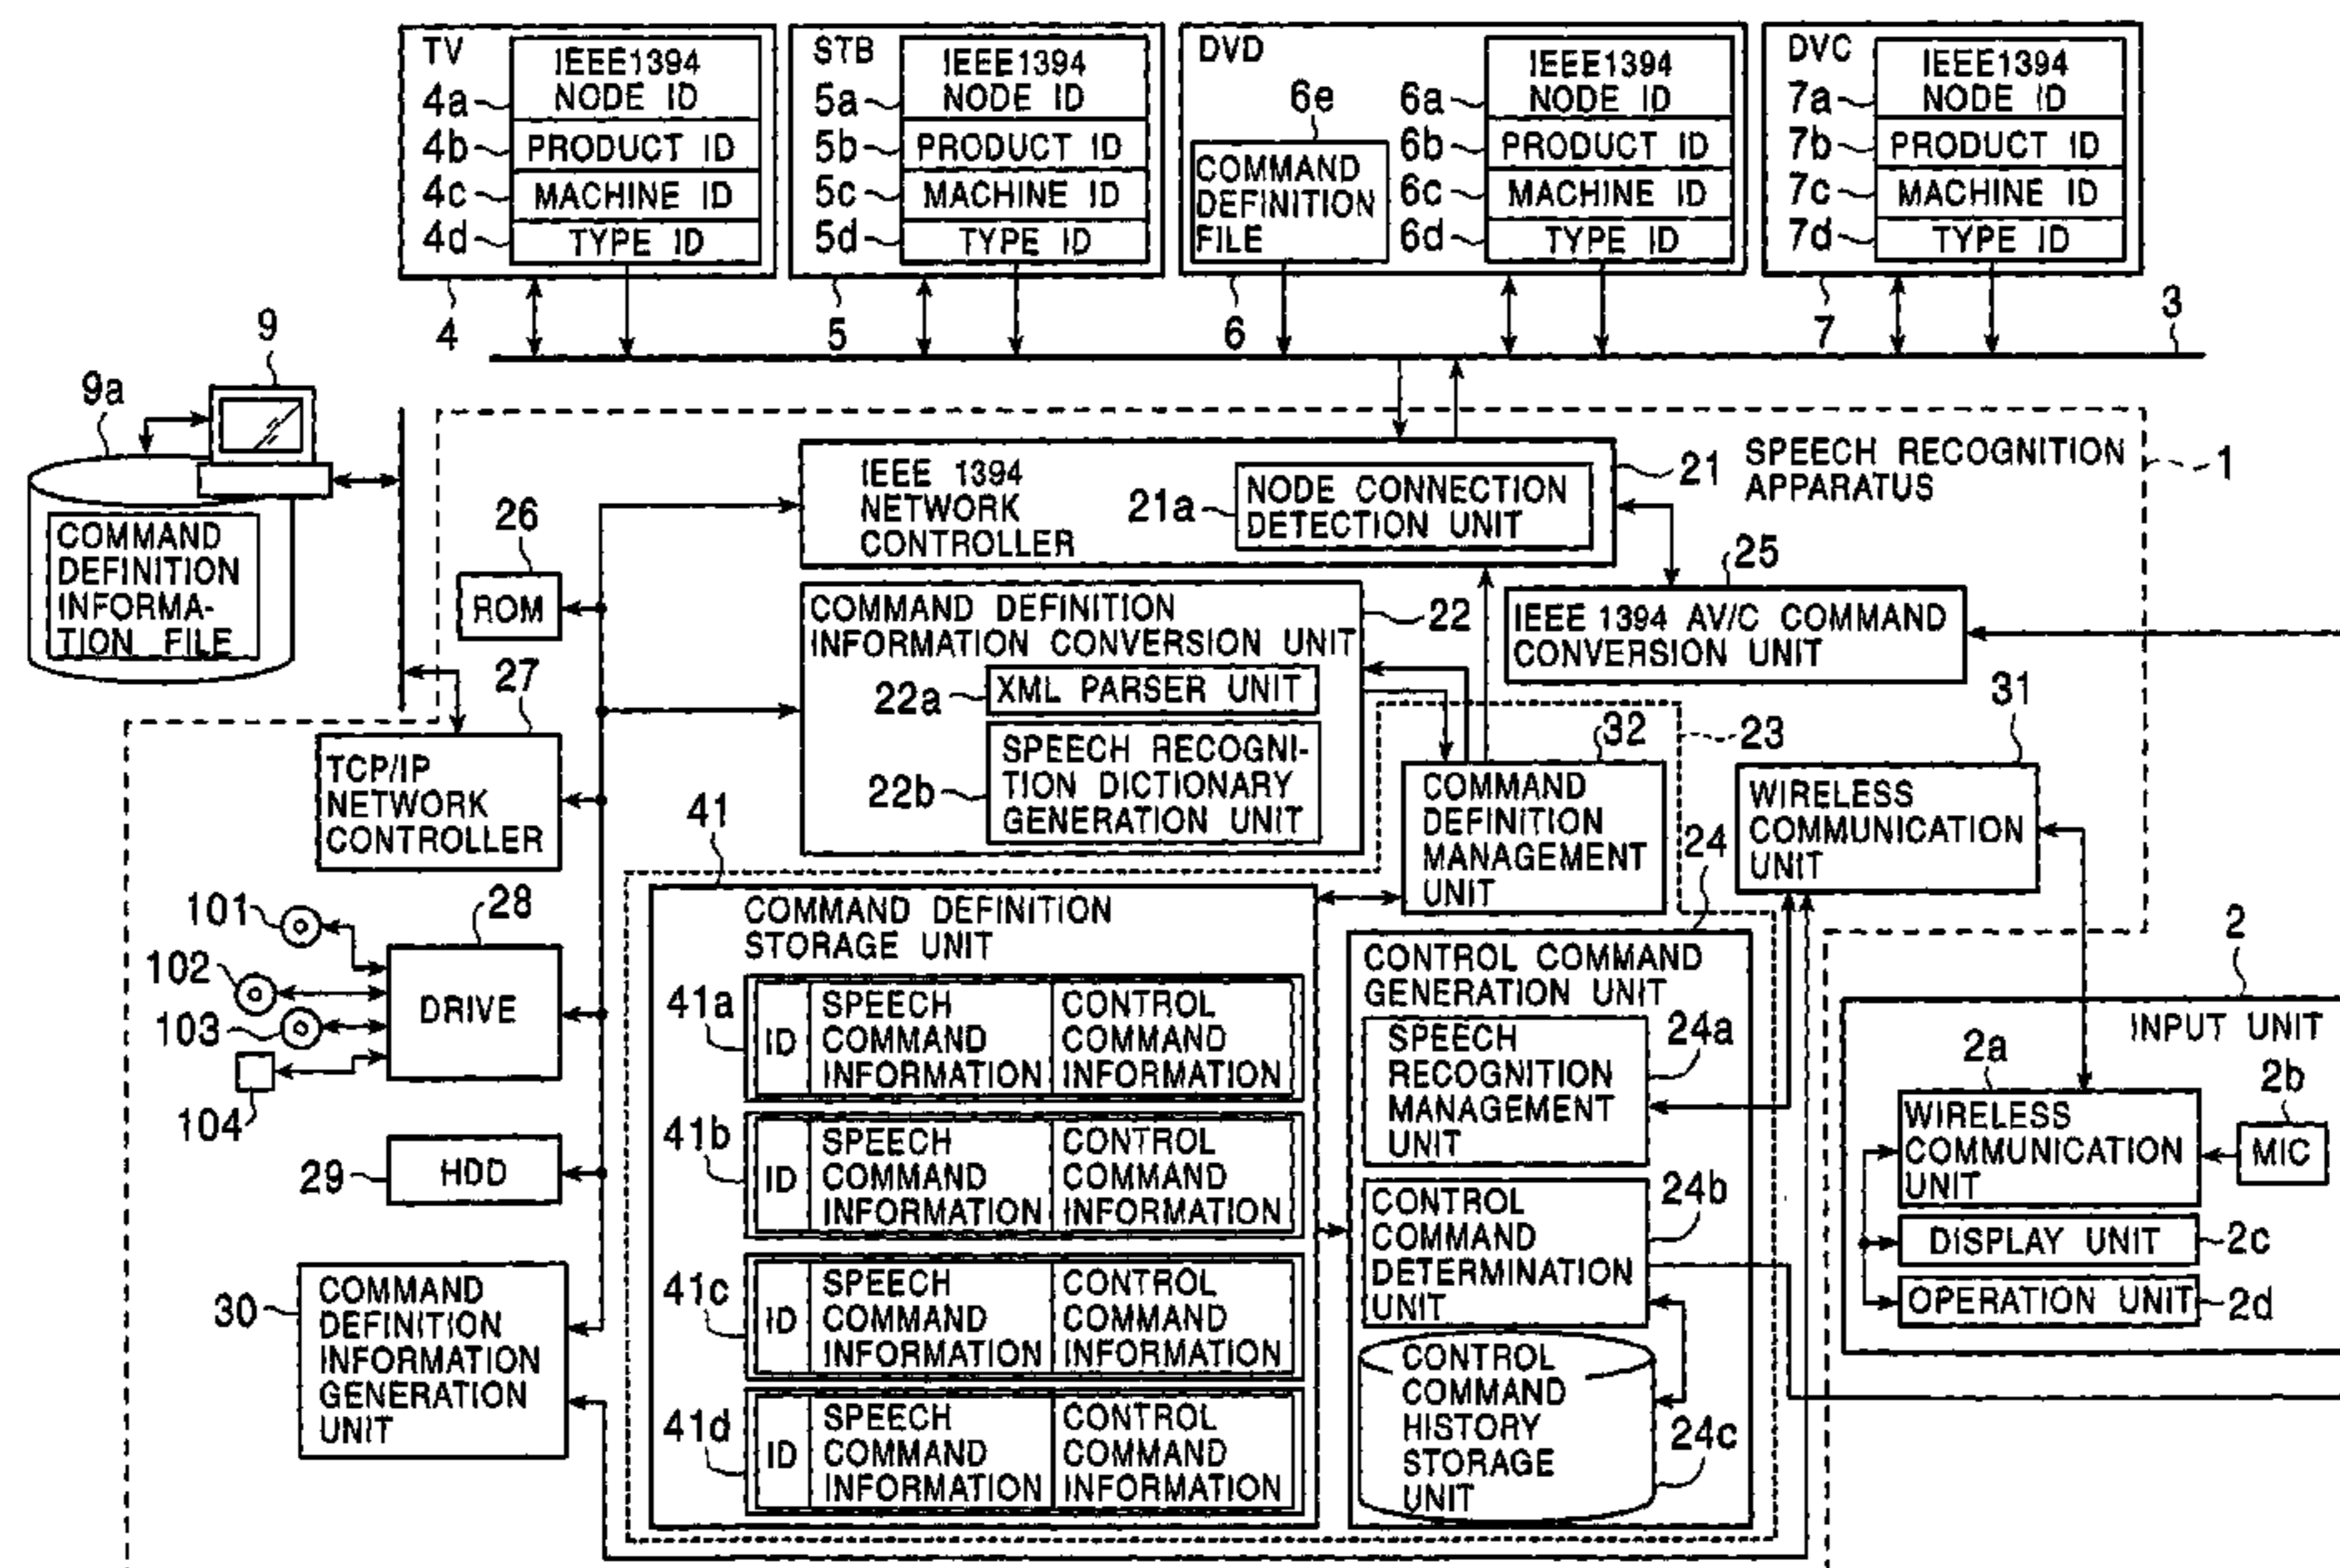 TV
IEEE1394
NODE ID
4a
PRODUCT ID
4b
MACHINE ID
4c
TYPE ID
4d
4
STB
IEEE1394
NODE ID
5a
PRODUCT ID
5b
MACHINE ID
5c
TYPE ID
5d
5
DVD
6e
COMMAND
DEFINITION
FILE
IEEE1394
NODE ID
6a
PRODUCT ID
6b
MACHINE ID
6c
TYPE ID
6d
6
DVC
IEEE1394
NODE ID
7a
PRODUCT ID
7b
MACHINE ID
7c
TYPE ID
7d
7
3
9
9a
COMMAND
DEFINITION
INFORMA-
TION FILE
SPEECH RECOGNITION
APPARATUS
1
IEEE 1394
NETWORK
CONTROLLER
21
21a
NODE CONNECTION
DETECTION UNIT
26
ROM
25
IEEE 1394 AV/C COMMAND
CONVERSION UNIT
COMMAND DEFINITION
INFORMATION CONVERSION UNIT
22
22a
XML PARSER UNIT
22b
SPEECH RECOGNI-
TION DICTIONARY
GENERATION UNIT
27
TCP/IP
NETWORK
CONTROLLER
23
32
COMMAND
DEFINITION
MANAGEMENT
UNIT
31
WIRELESS
COMMUNICATION
UNIT
101
102
103
104
28
DRIVE
29
HDD
30
COMMAND
DEFINITION
INFORMATION
GENERATION
UNIT
41
COMMAND DEFINITION
STORAGE UNIT
41a
ID
SPEECH
COMMAND
INFORMATION
CONTROL
COMMAND
INFORMATION
41b
ID
SPEECH
COMMAND
INFORMATION
CONTROL
COMMAND
INFORMATION
41c
ID
SPEECH
COMMAND
INFORMATION
CONTROL
COMMAND
INFORMATION
41d
ID
SPEECH
COMMAND
INFORMATION
CONTROL
COMMAND
INFORMATION
24
CONTROL COMMAND
GENERATION UNIT
24a
SPEECH
RECOGNITION
MANAGEMENT
UNIT
24b
CONTROL
COMMAND
DETERMINATION
UNIT
24c
CONTROL
COMMAND
HISTORY
STORAGE
UNIT
2
INPUT UNIT
2a
WIRELESS
COMMUNICATION
UNIT
2b
MIC
DISPLAY UNIT
2c
OPERATION UNIT
2d